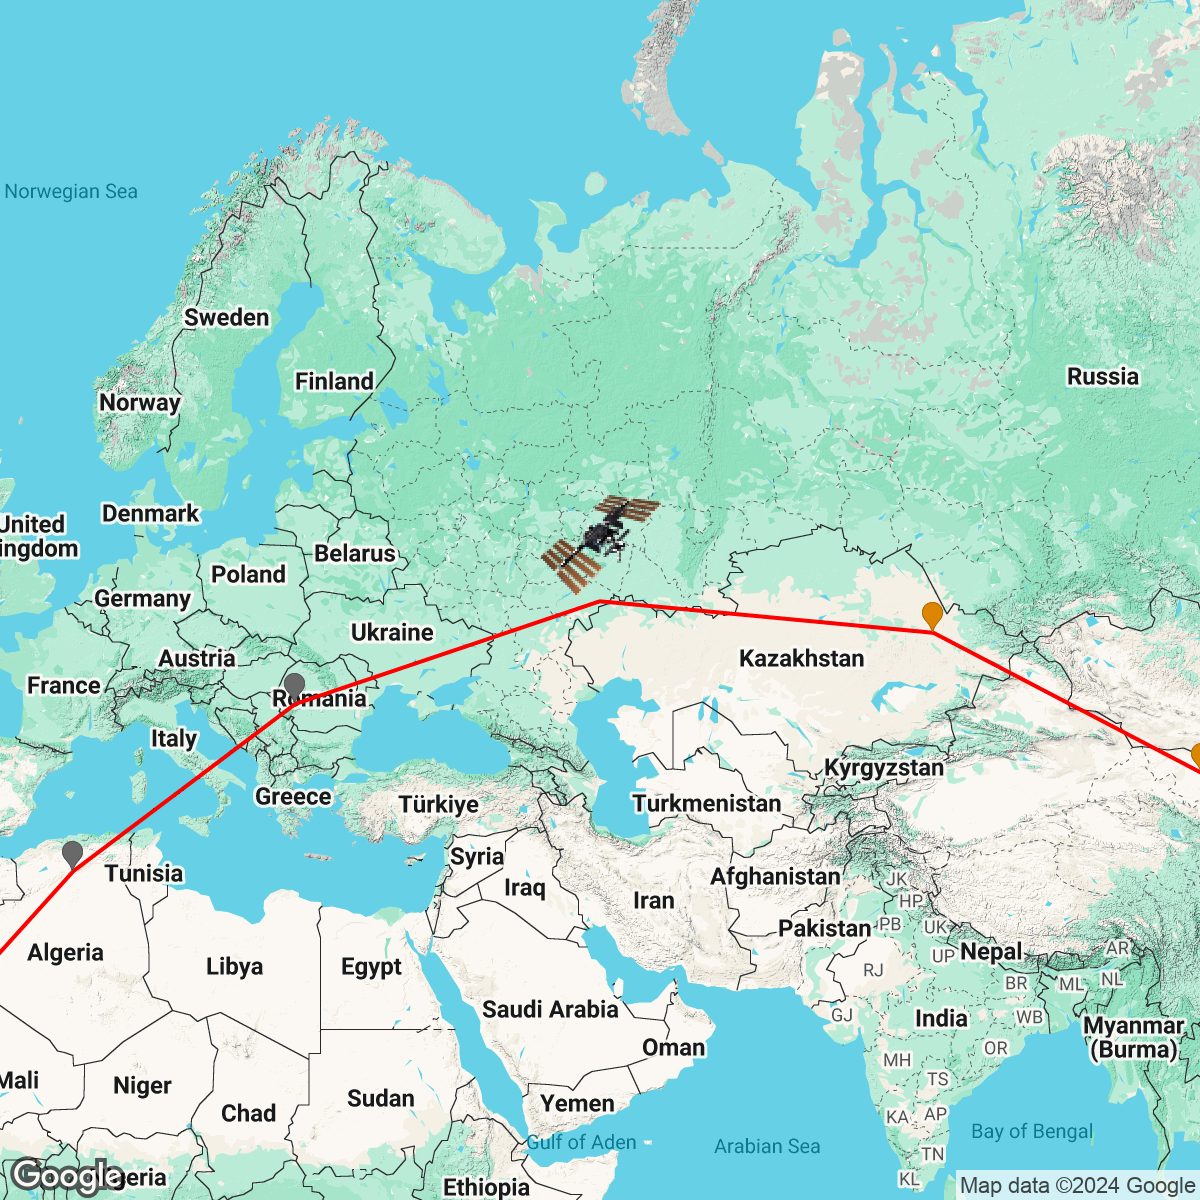 Norwegian Sea
Sweden
Russia
Finland
Norway
Denmark
United
ingdom
Belarus
Poland
Germany
Ukraine
Austria
Kazakhstan
France
Romania
Italy
Kyrgyzstan
Greece
Türkiye
Turkmenistan
Syria
Tunisia
Afghanistan
JK
Iraq
Iran
HP
Pakistan
PB
UK
Algeria
Nepal
AR
UP
Libya
Egypt
RJ
BR
ML
NL
Saudi Arabia
GJ
India
WB
Myanmar
(Burma)
Oman
OR
MH
Mali
Niger
TS
Sudan
Chad
Yemen
KA
AP
Gulf of Aden
Arabian Sea
Bay of Bengal
TN
Google
geria
KL
Ethiopia
Map data ©2024 Google